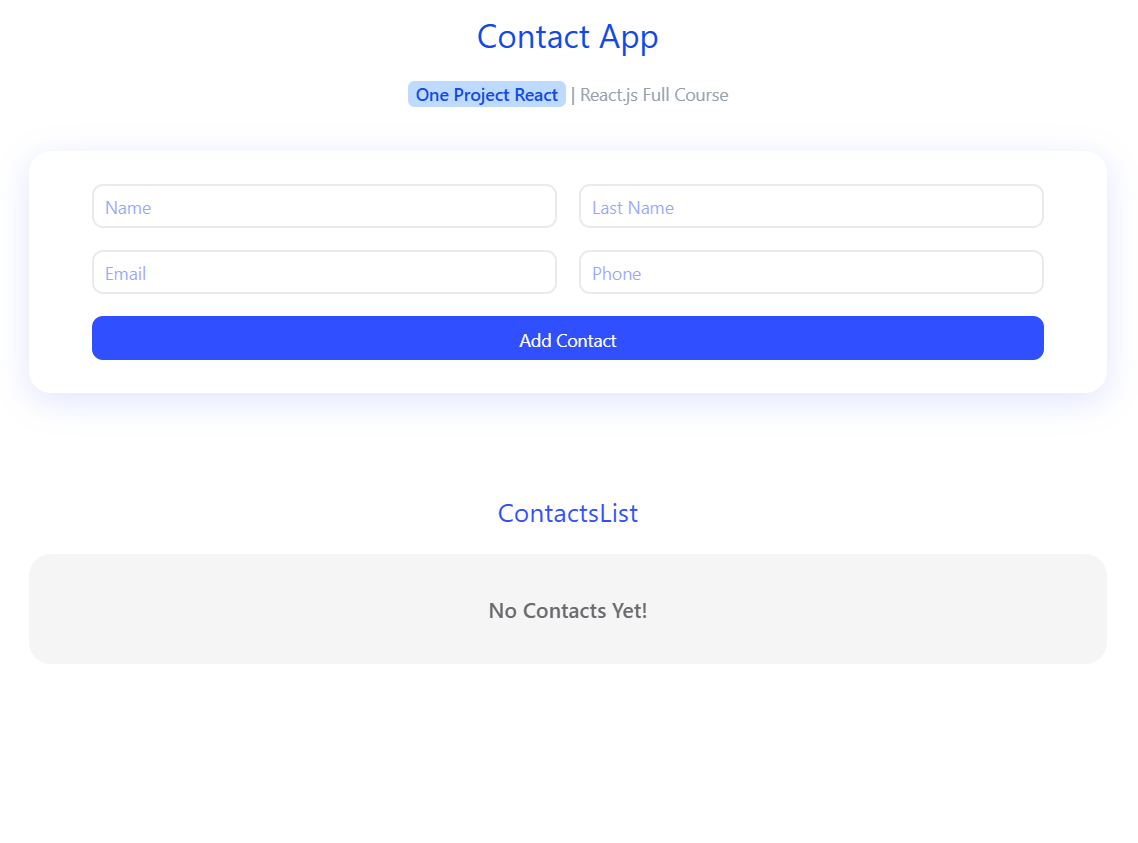 Contact App
One Project React | React.js Full Course
Name
Last Name
Email
Phone
Add Contact
ContactsList
No Contacts Yet!